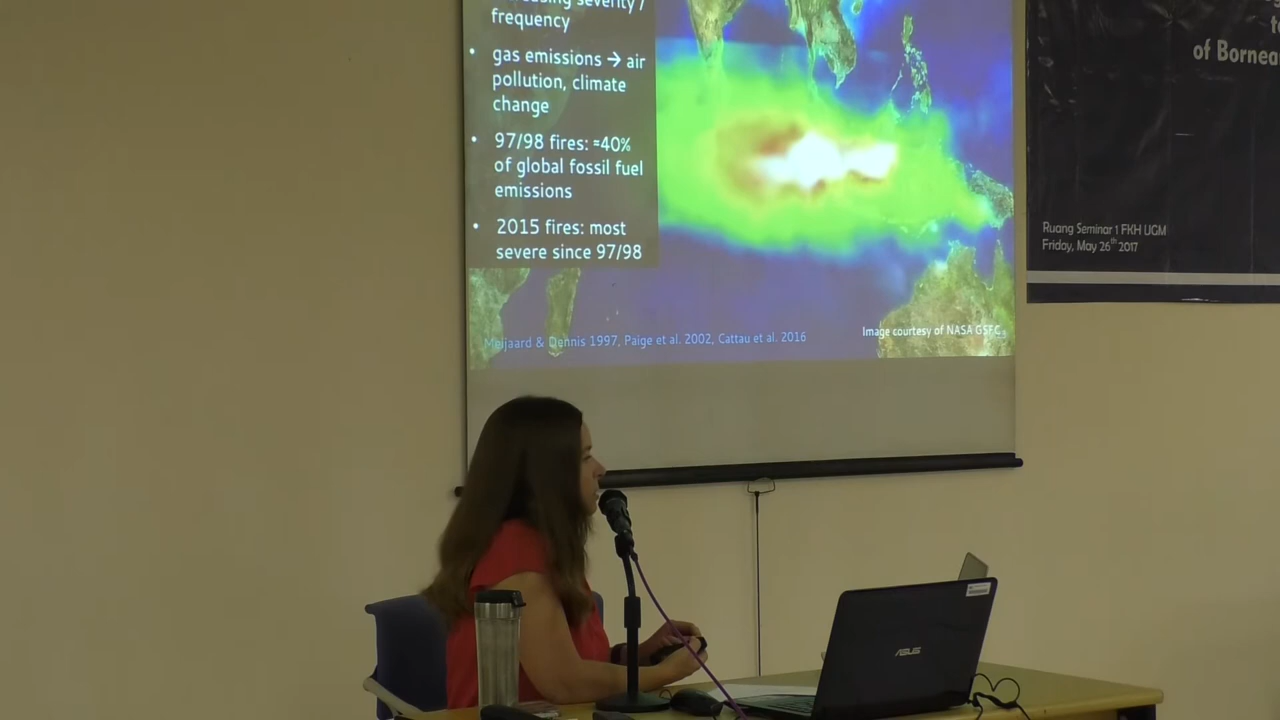 frequency
• gas emissions → air
pollution, climate
change
• 97/98 fires: ≈40%
of global fossil fuel
emissions
• 2015 fires: most
severe since 97/98
Meijaard & Dennis 1997, Paige et al. 2002, Cattau et al. 2016
Image courtesy of NASA GSFC
of Bornea
Ruang Seminar 1 FKH UGM
Friday, May 26th 2017
ASUS